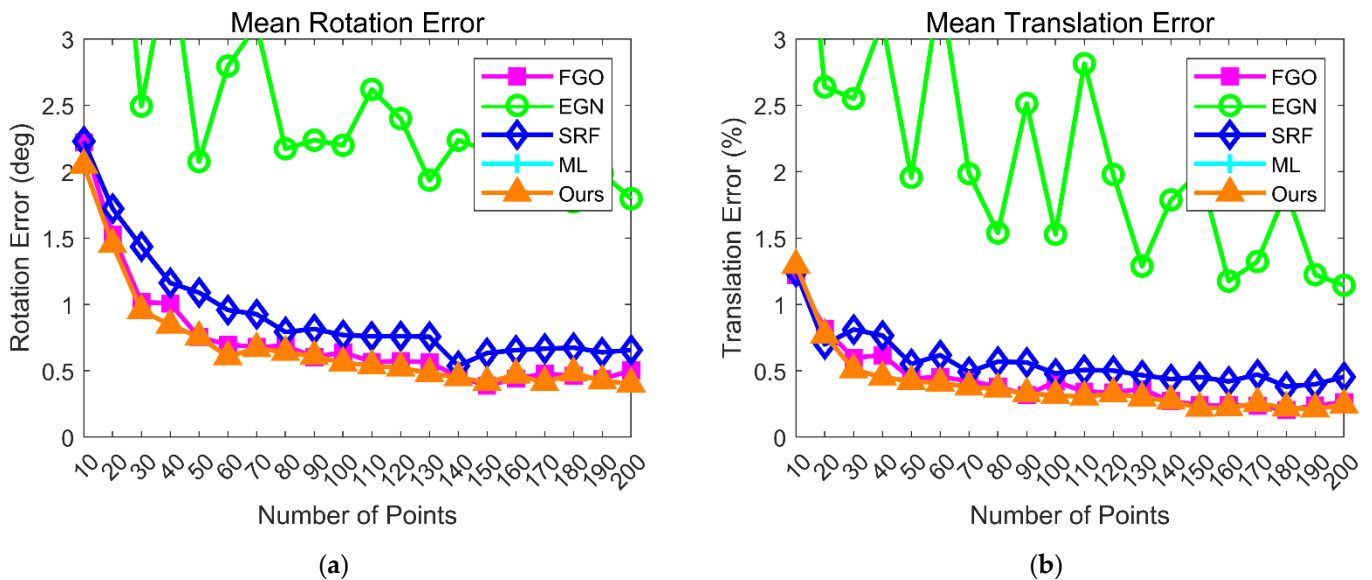 Mean Rotation Error
3
2.5
2
1.5
1
0.5
0
Rotation Error (deg)
FGO
EGN
SRF
ML
Ours
10 20 30 40 50 60 70 80 90 100 110 120 130 140 150 160 170 180 190 200
Number of Points
(a)
Mean Translation Error
3
2.5
2
1.5
1
0.5
0
Translation Error (%)
FGO
EGN
SRF
ML
Ours
10 20 30 40 50 60 70 80 90 100 110 120 130 140 150 160 170 180 190 200
Number of Points
(b)